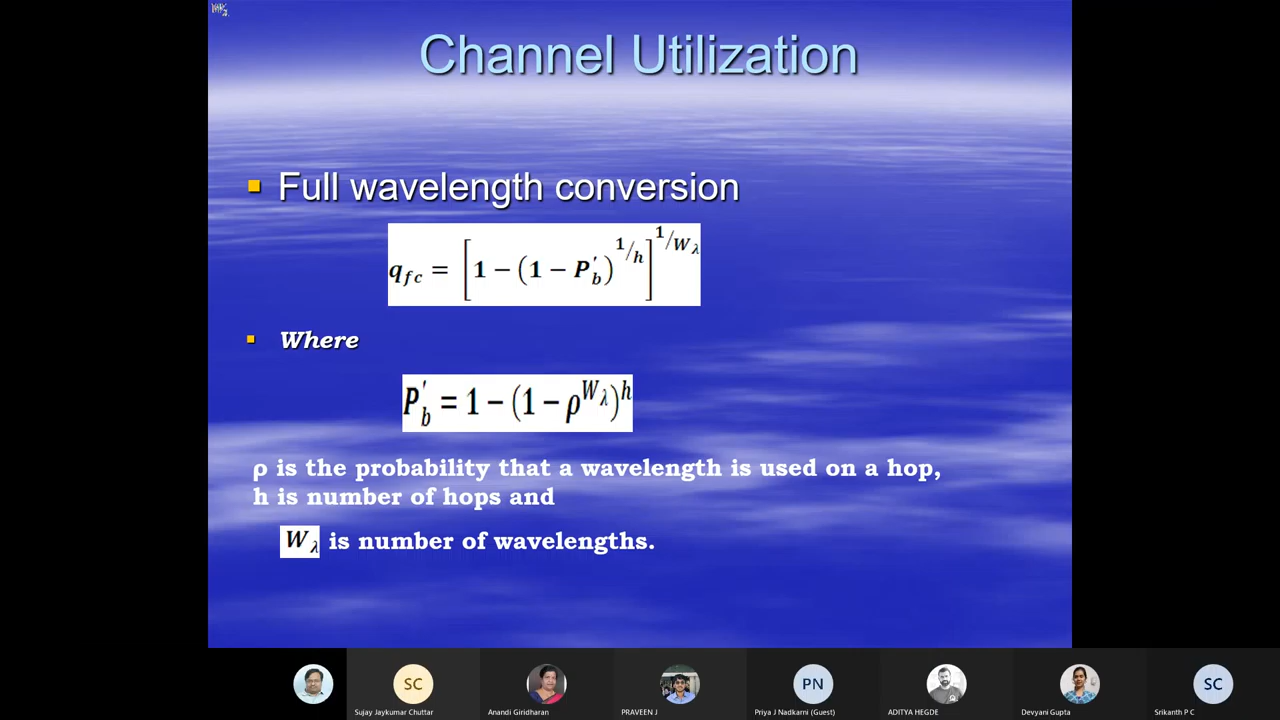 Channel Utilization
Full wavelength conversion
q_fc = [1 − (1 − P′_b)^{1/h}]^{1/W_λ}
Where
P′_b = 1 − (1 − ρ^{W_λ})^h
ρ is the probability that a wavelength is used on a hop,
h is number of hops and
W_λ is number of wavelengths.
SC
PN
SC
Sujay Jaykumar Chuttar
Anandi Giridharan
PRAVEEN J
Priya J Nadkarni (Guest)
ADITYA HEGDE
Devyani Gupta
Srikanth P C